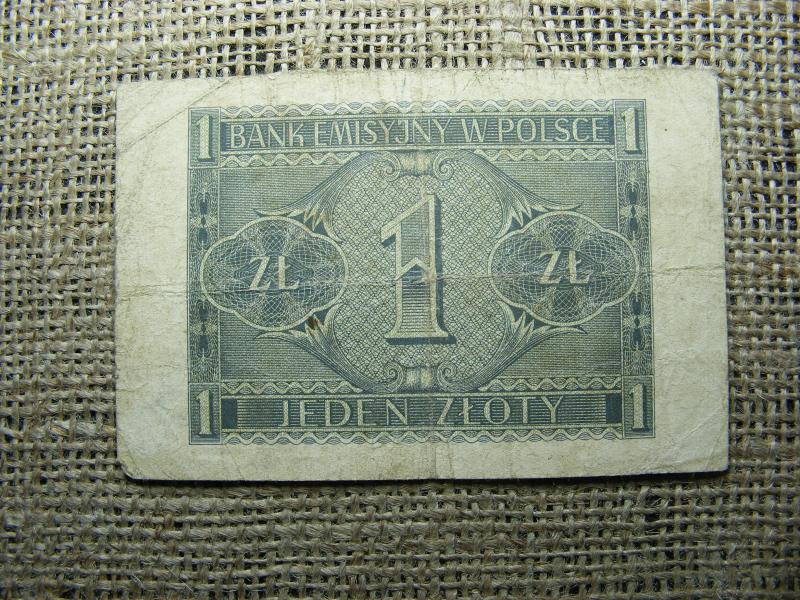 1 BANK EMISYJNY W POLSCE 1
ZŁ 1 ZŁ
1 JEDEN ZŁOTY 1